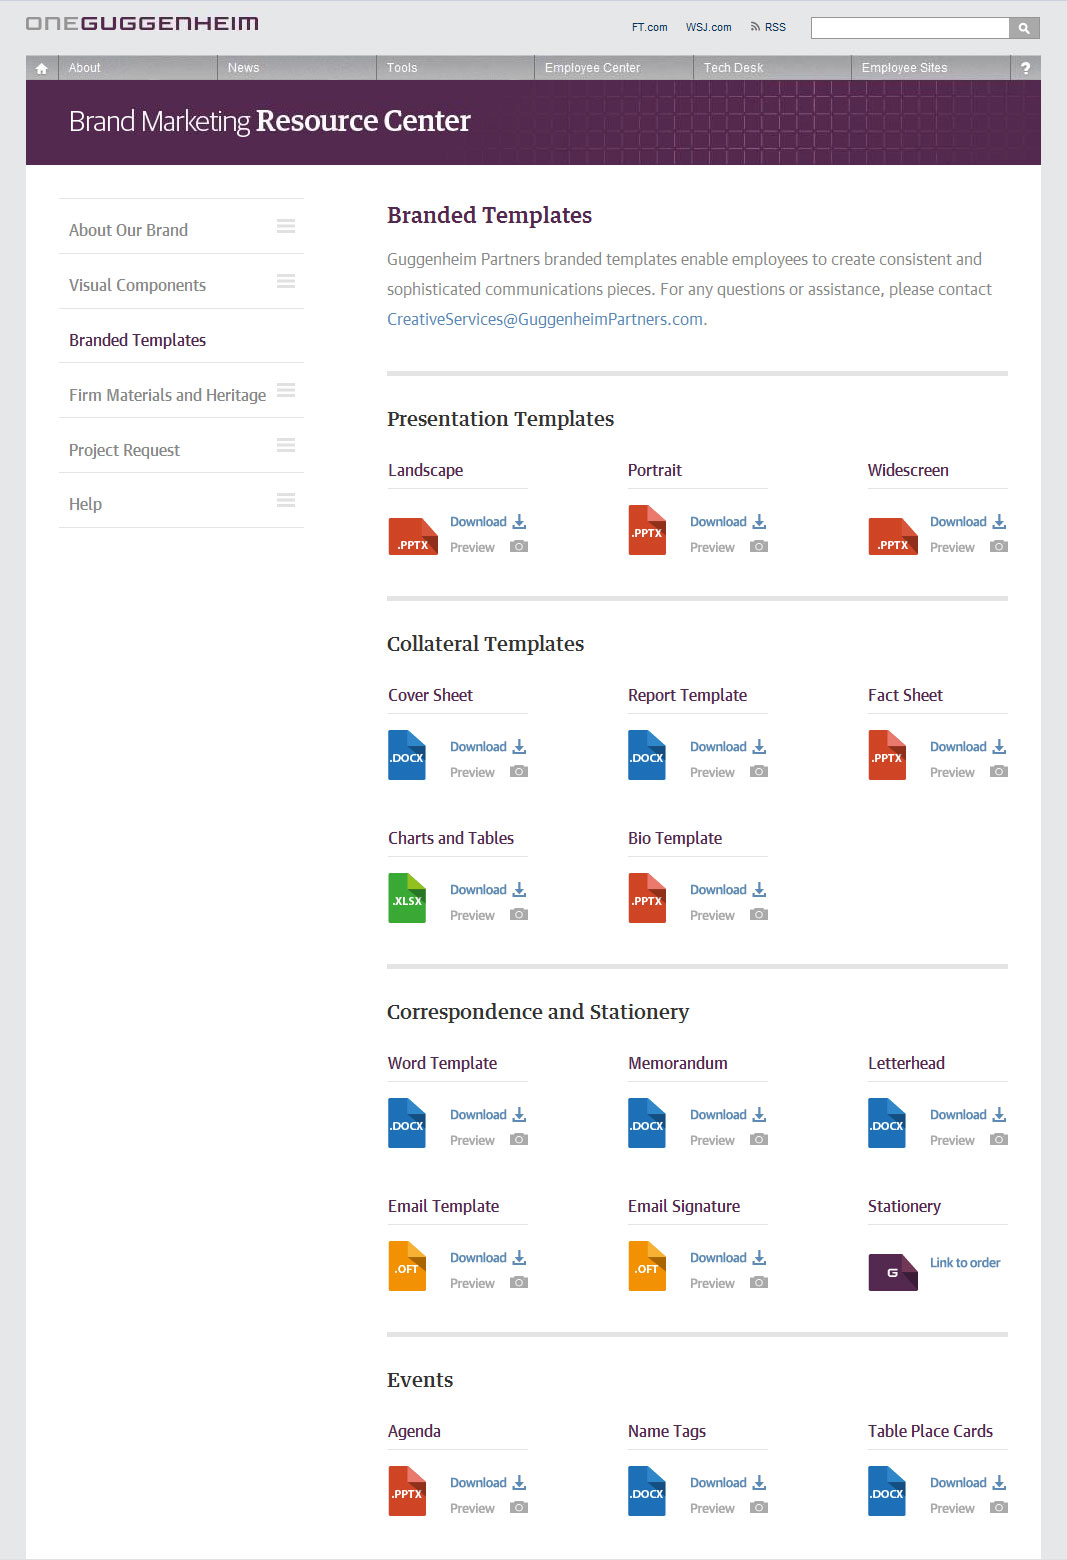 ONEGUGGENHEIM
FT.com WSJ.com RSS
About News Tools Employee Center Tech Desk Employee Sites ?
Brand Marketing Resource Center
About Our Brand
Visual Components
Branded Templates
Firm Materials and Heritage
Project Request
Help
Branded Templates
Guggenheim Partners branded templates enable employees to create consistent and
sophisticated communications pieces. For any questions or assistance, please contact
CreativeServices@GuggenheimPartners.com.
Presentation Templates
Landscape Portrait Widescreen
.PPTX Download .PPTX Download .PPTX Download
Preview Preview Preview
Collateral Templates
Cover Sheet Report Template Fact Sheet
.DOCX Download .DOCX Download .PPTX Download
Preview Preview Preview
Charts and Tables Bio Template
.XLSX Download .PPTX Download
Preview Preview
Correspondence and Stationery
Word Template Memorandum Letterhead
.DOCX Download .DOCX Download .DOCX Download
Preview Preview Preview
Email Template Email Signature Stationery
.OFT Download .OFT Download G Link to order
Preview Preview
Events
Agenda Name Tags Table Place Cards
.PPTX Download .DOCX Download .DOCX Download
Preview Preview Preview